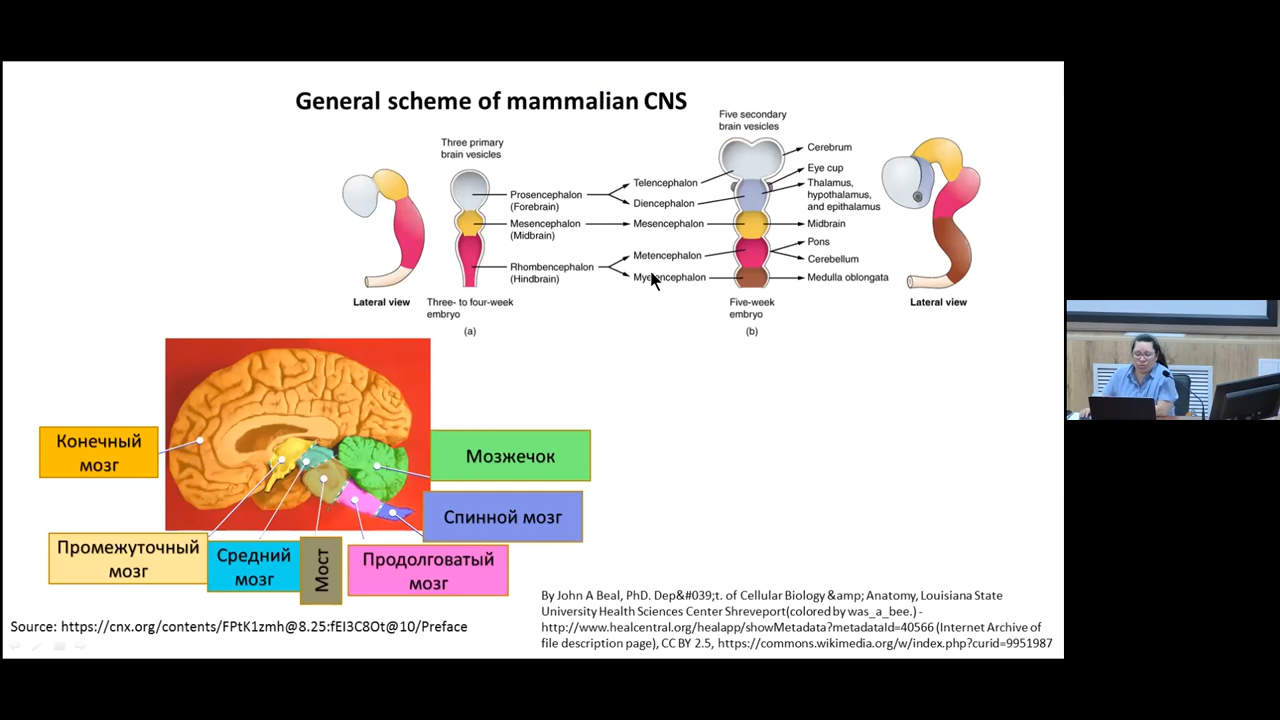 General scheme of mammalian CNS
Three primary
brain vesicles
Prosencephalon
(Forebrain)
Mesencephalon
(Midbrain)
Rhombencephalon
(Hindbrain)
Lateral view
Three- to four-week
embryo
(a)
Telencephalon
Diencephalon
Mesencephalon
Metencephalon
Myelencephalon
Five secondary
brain vesicles
Cerebrum
Eye cup
Thalamus,
hypothalamus,
and epithalamus
Midbrain
Pons
Cerebellum
Medulla oblongata
Five-week
embryo
(b)
Lateral view
Конечный
мозг
Мозжечок
Спинной мозг
Промежуточный
мозг
Средний
мозг
Мост
Продолговатый
мозг
Source: https://cnx.org/contents/FPtK1zmh@8.25:fEI3C8Ot@10/Preface
By John A Beal, PhD. Dep&#039;t. of Cellular Biology &amp; Anatomy, Louisiana State
University Health Sciences Center Shreveport(colored by was_a_bee.) -
http://www.healcentral.org/healapp/showMetadata?metadataId=40566 (Internet Archive of
file description page), CC BY 2.5, https://commons.wikimedia.org/w/index.php?curid=9951987